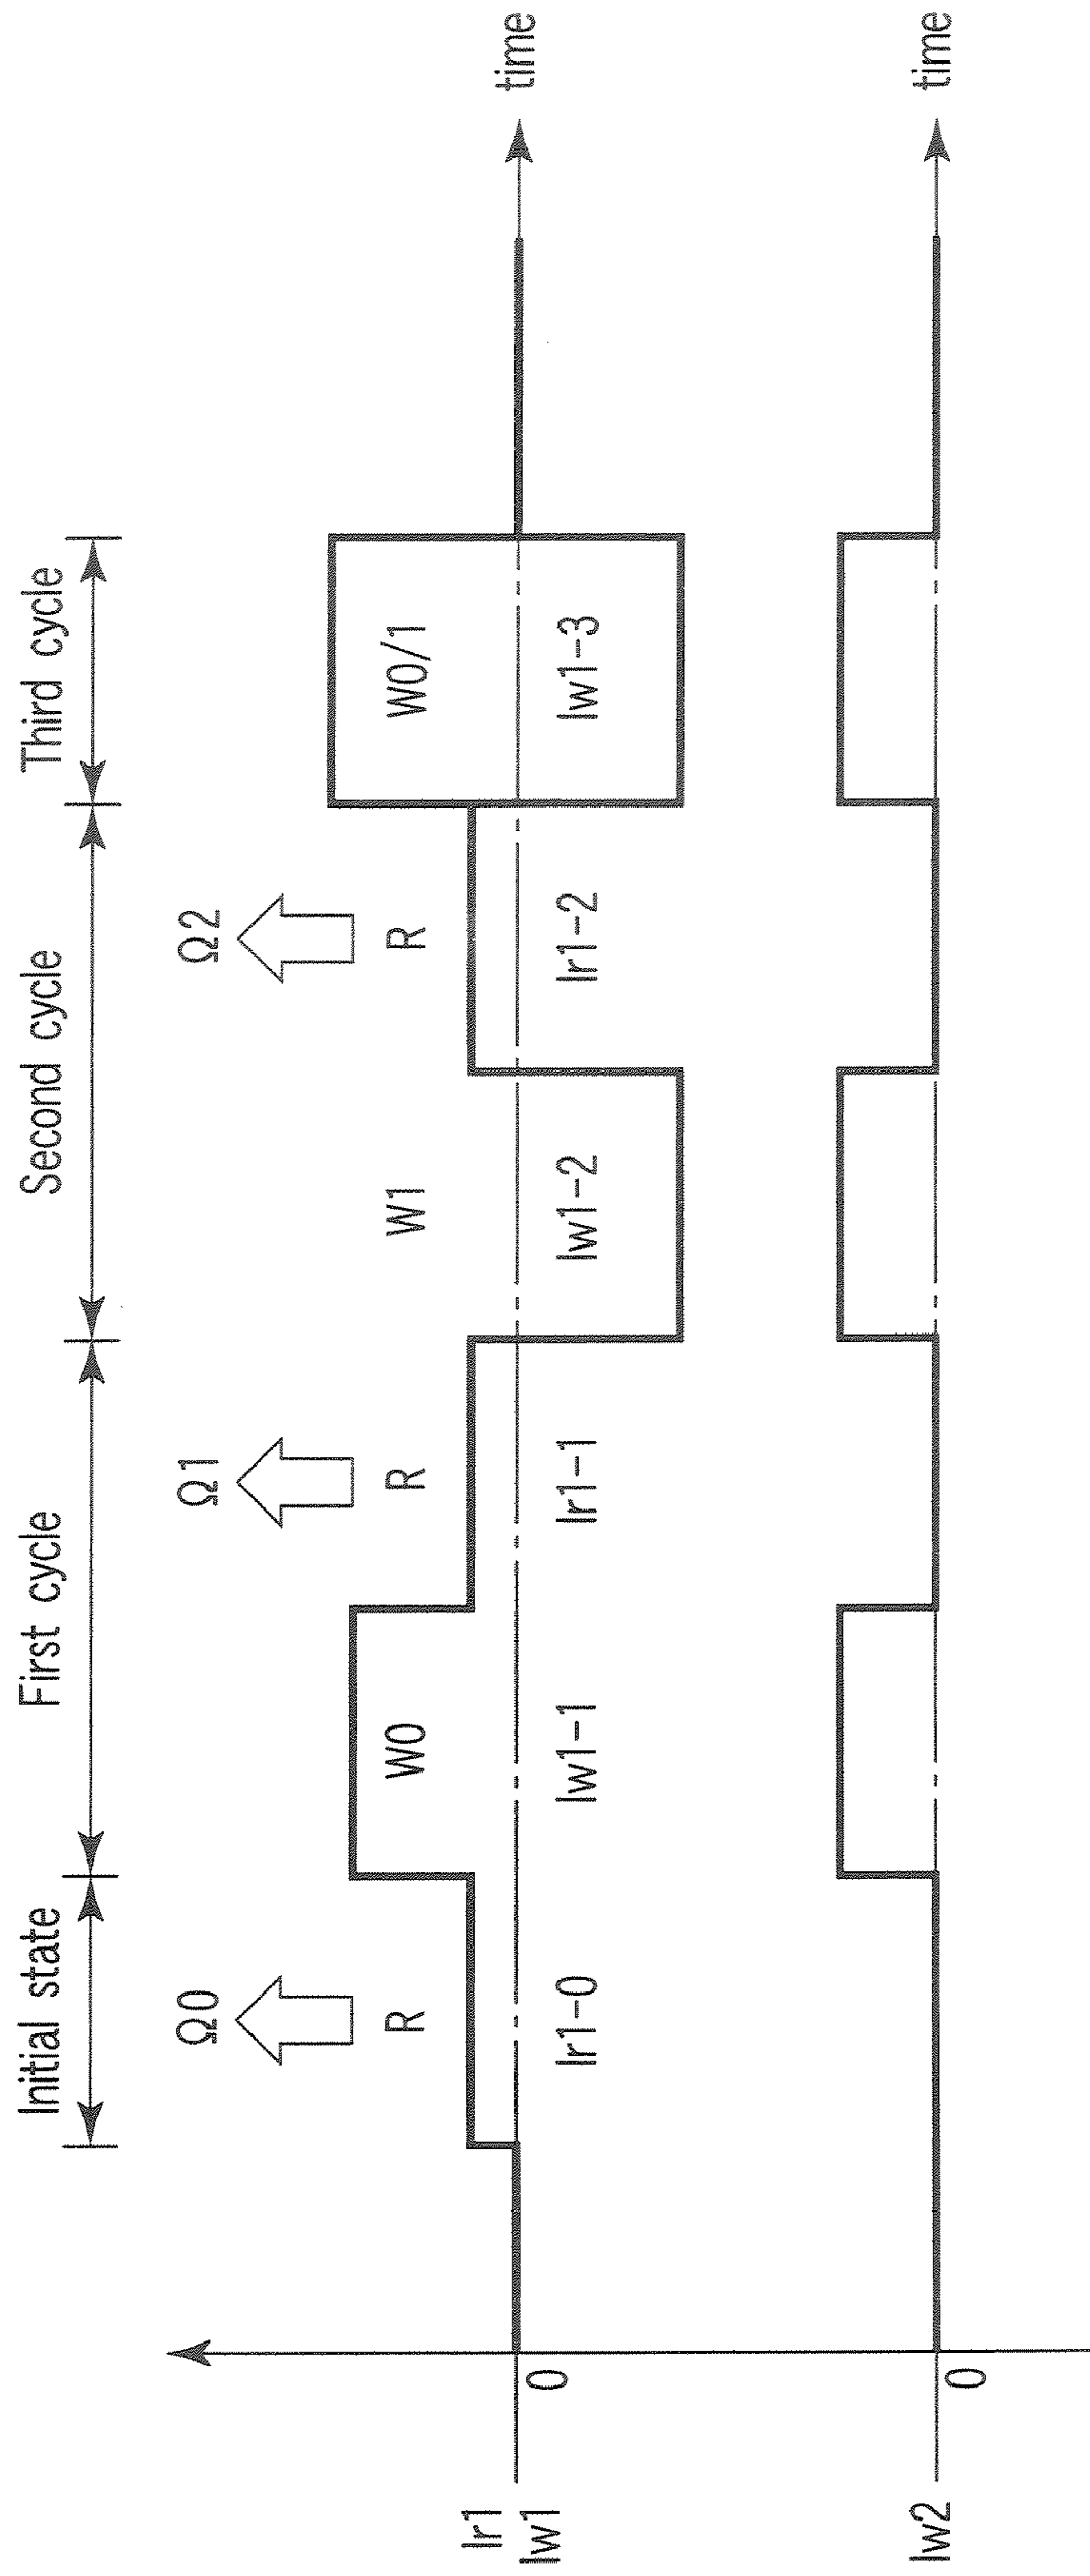 Initial state
First cycle
Second cycle
Third cycle
Ω0
Ω1
Ω2
R
W0
R
W1
R
W0/1
Ir1
Iw1
0
Ir1-0
Iw1-1
Ir1-1
Iw1-2
Ir1-2
Iw1-3
time
Iw2
0
time